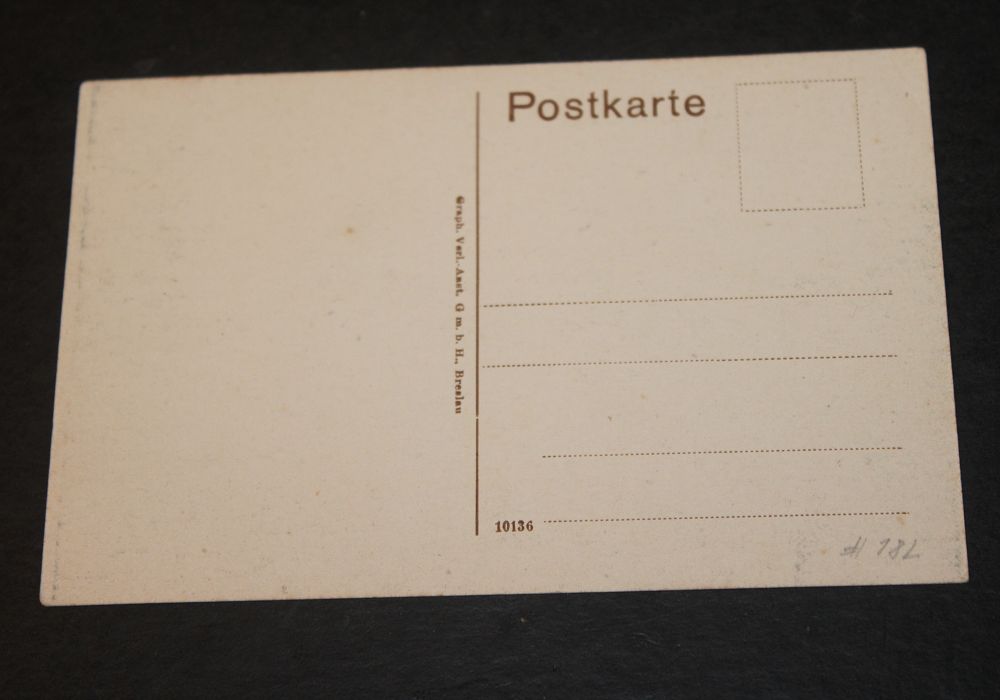 Postkarte
Graph. Verl.-Anst. G m. b. H., Breslau
10136